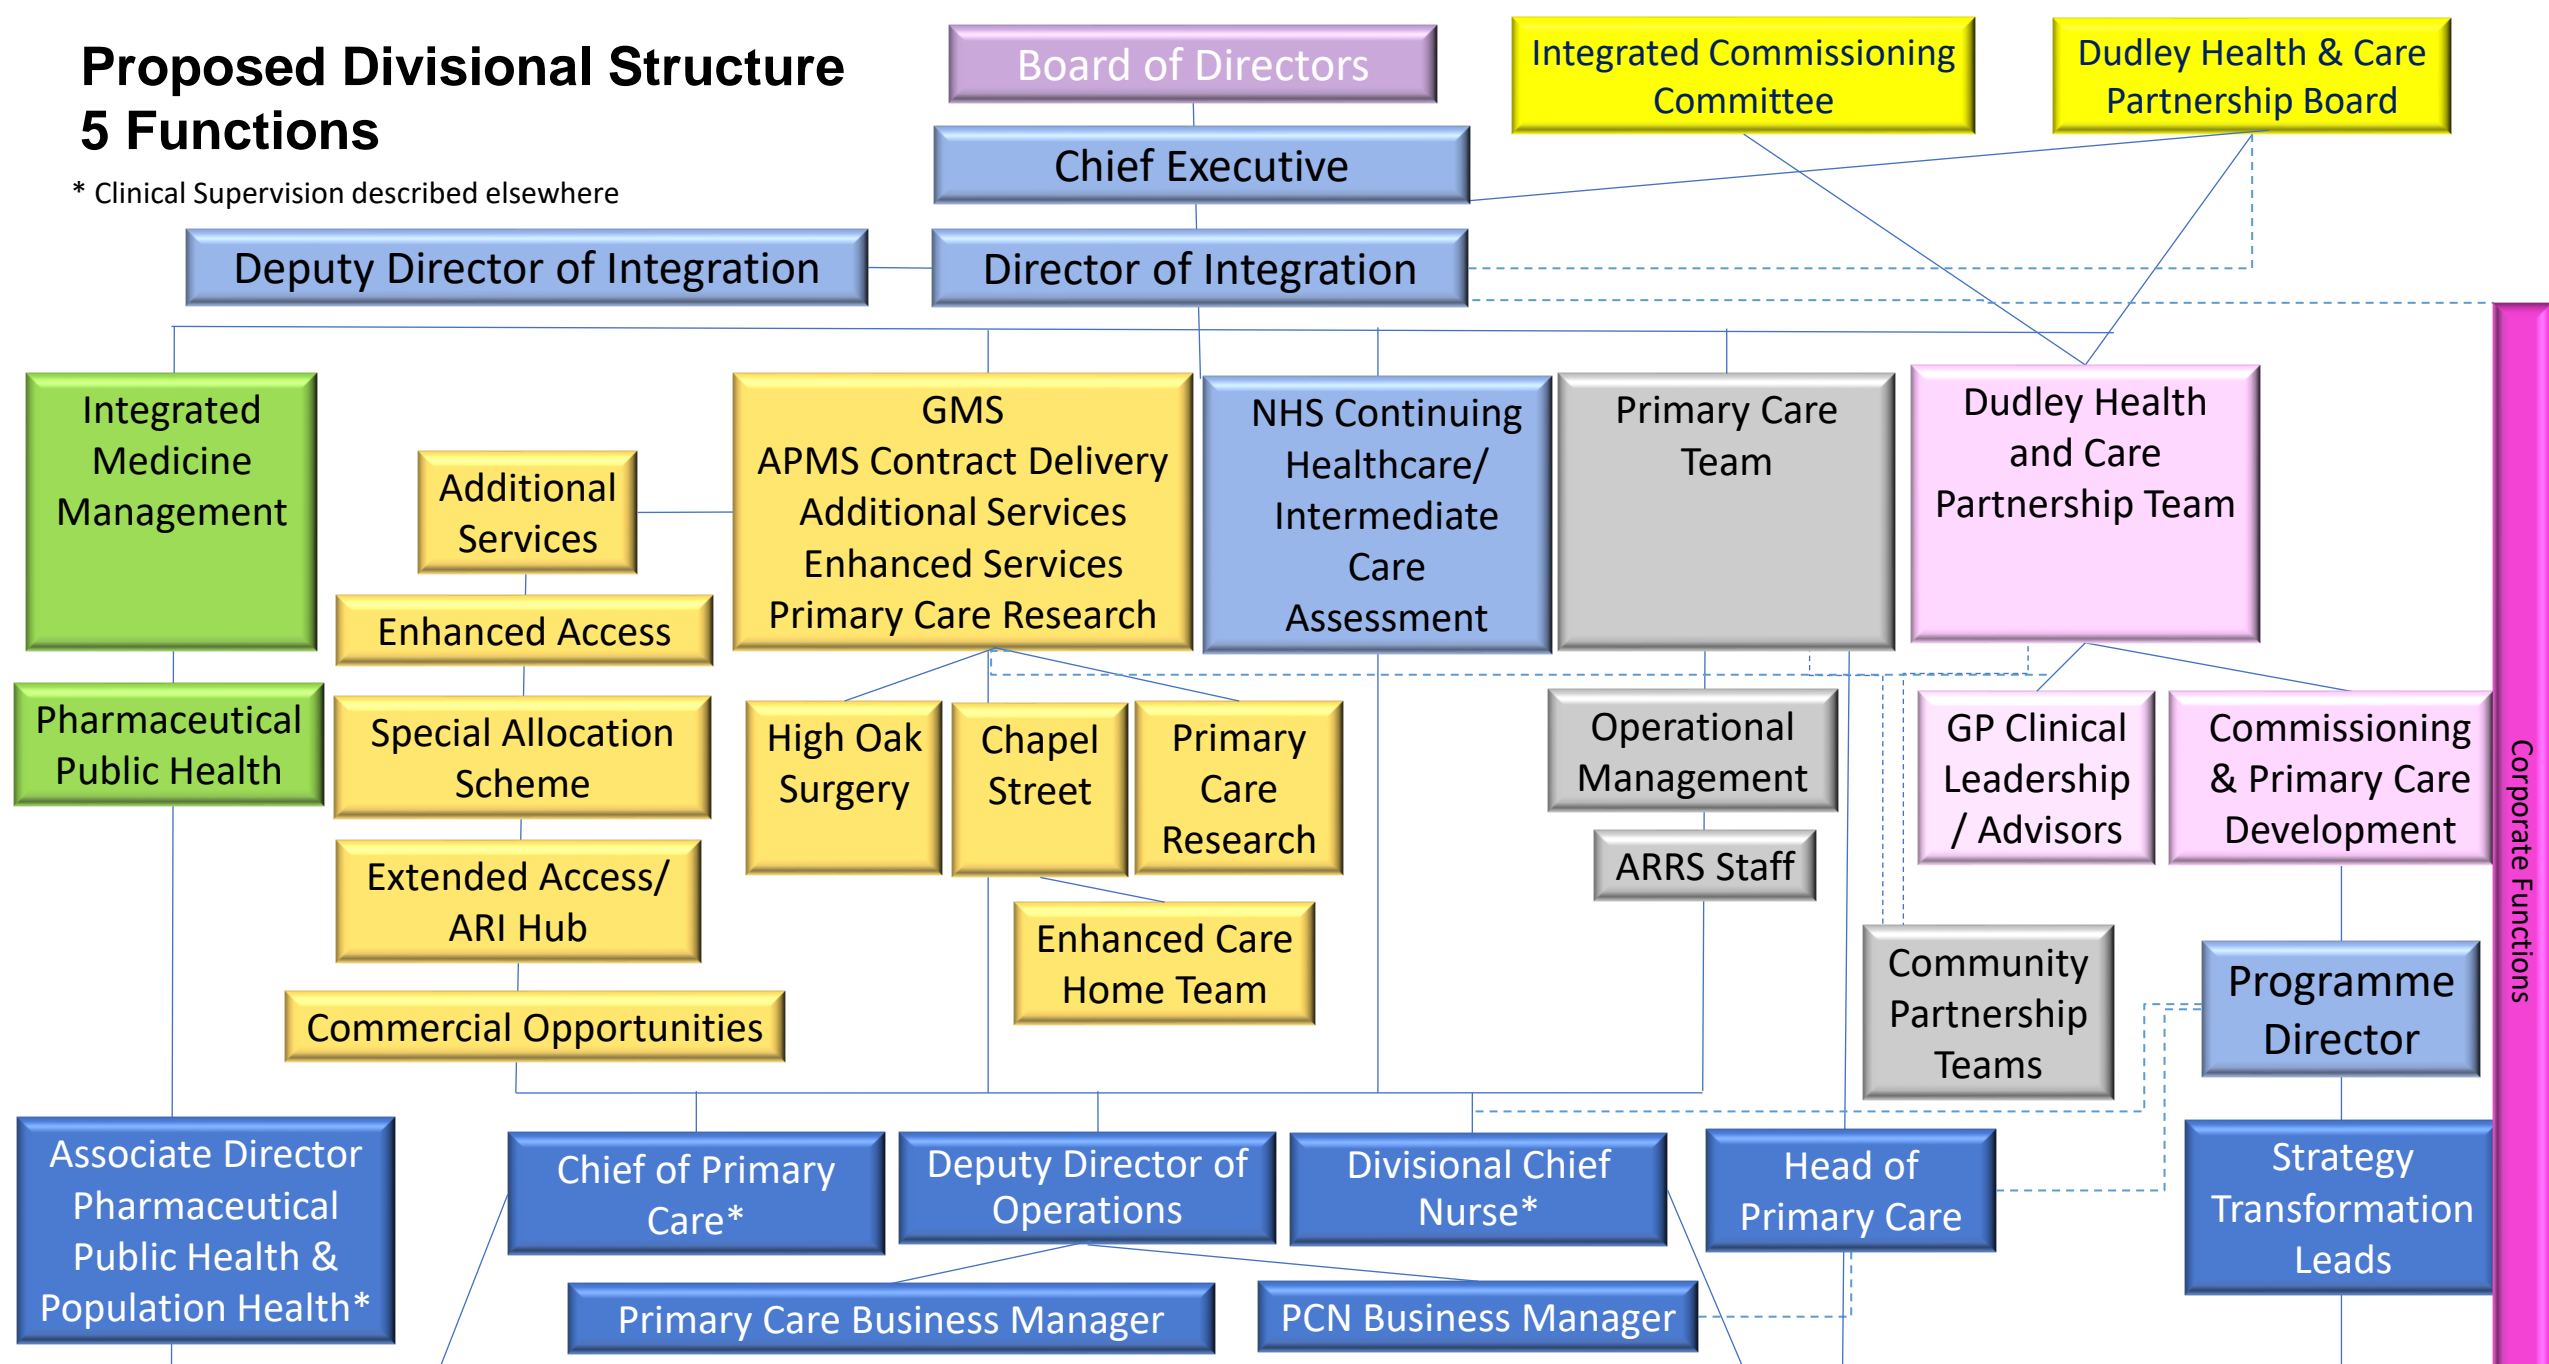 Proposed Divisional Structure
5 Functions
* Clinical Supervision described elsewhere
Board of Directors
Integrated Commissioning
Committee
Dudley Health & Care
Partnership Board
Chief Executive
Deputy Director of Integration
Director of Integration
Integrated
Medicine
Management
Additional
Services
GMS
APMS Contract Delivery
Additional Services
Enhanced Services
Primary Care Research
NHS Continuing
Healthcare/
Intermediate
Care
Assessment
Primary Care
Team
Dudley Health
and Care
Partnership Team
Enhanced Access
Pharmaceutical
Public Health
Special Allocation
Scheme
High Oak
Surgery
Chapel
Street
Primary
Care
Research
Operational
Management
GP Clinical
Leadership
/ Advisors
Commissioning
& Primary Care
Development
Corporate Functions
Extended Access/
ARI Hub
ARRS Staff
Enhanced Care
Home Team
Community
Partnership
Teams
Programme
Director
Commercial Opportunities
Associate Director
Pharmaceutical
Public Health &
Population Health*
Chief of Primary
Care*
Deputy Director of
Operations
Divisional Chief
Nurse*
Head of
Primary Care
Strategy
Transformation
Leads
Primary Care Business Manager
PCN Business Manager